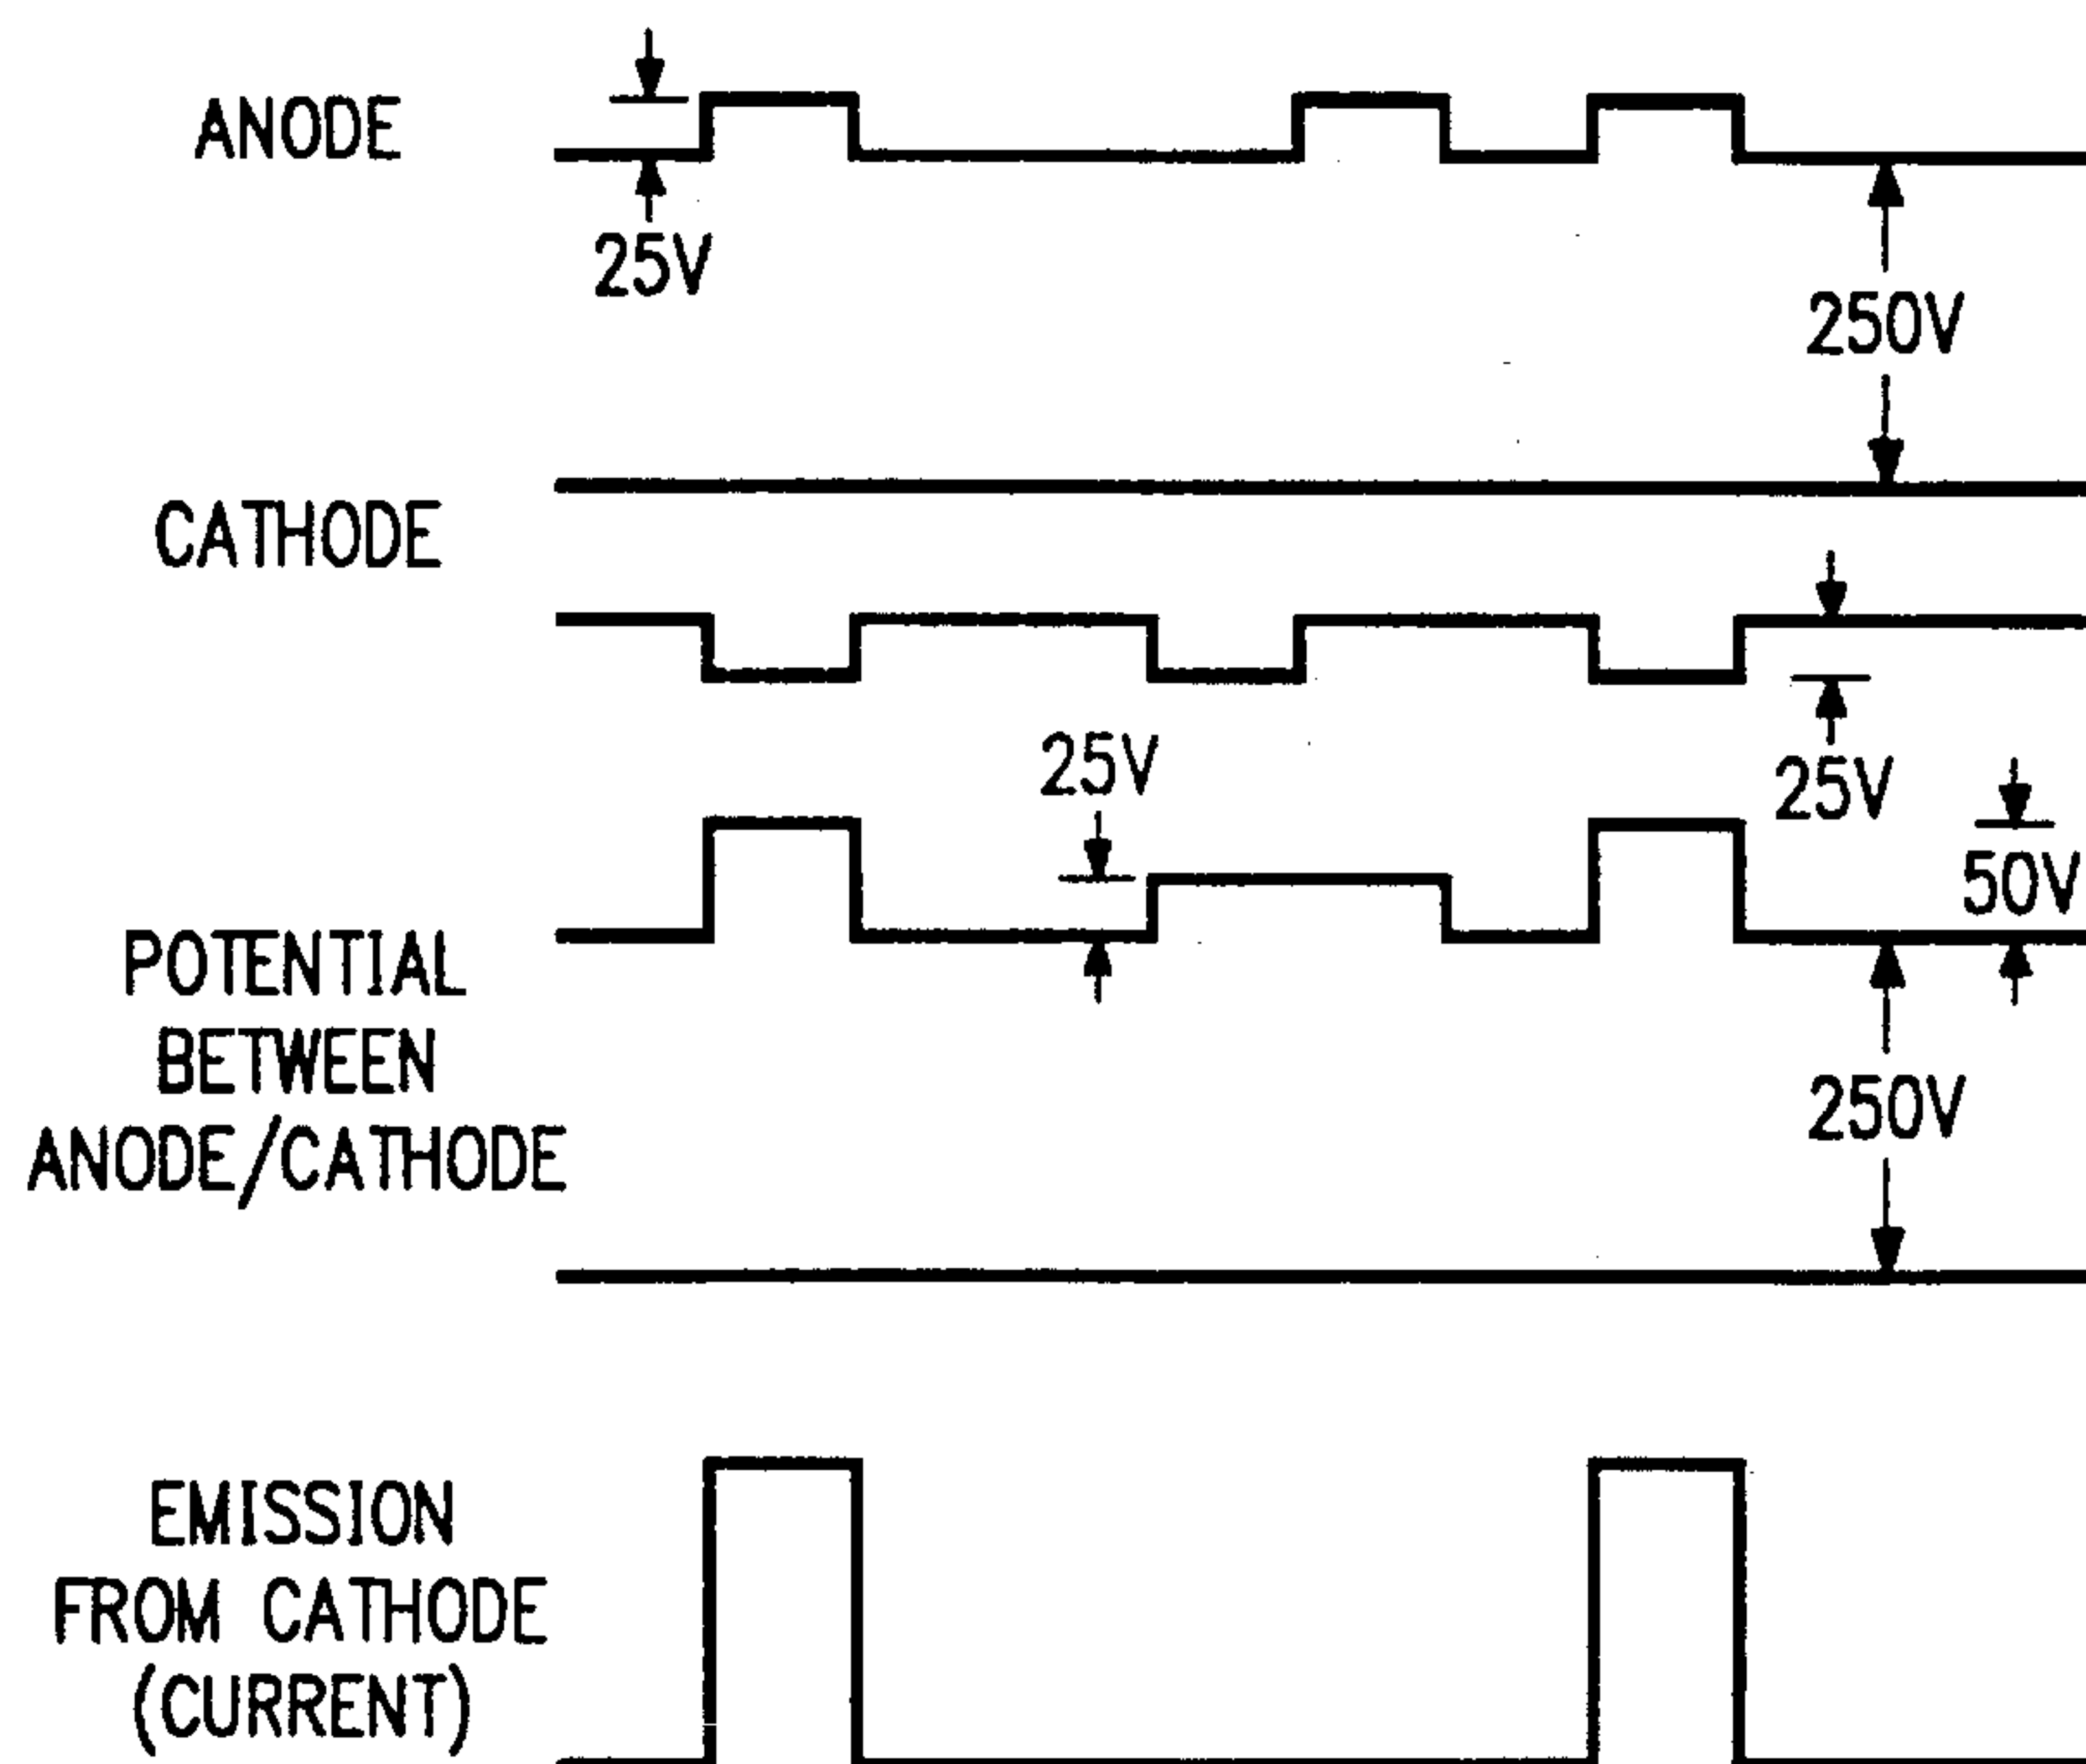 ANODE
25V
250V
CATHODE
25V
25V
50V
POTENTIAL
BETWEEN
ANODE/CATHODE
250V
EMISSION
FROM CATHODE
(CURRENT)